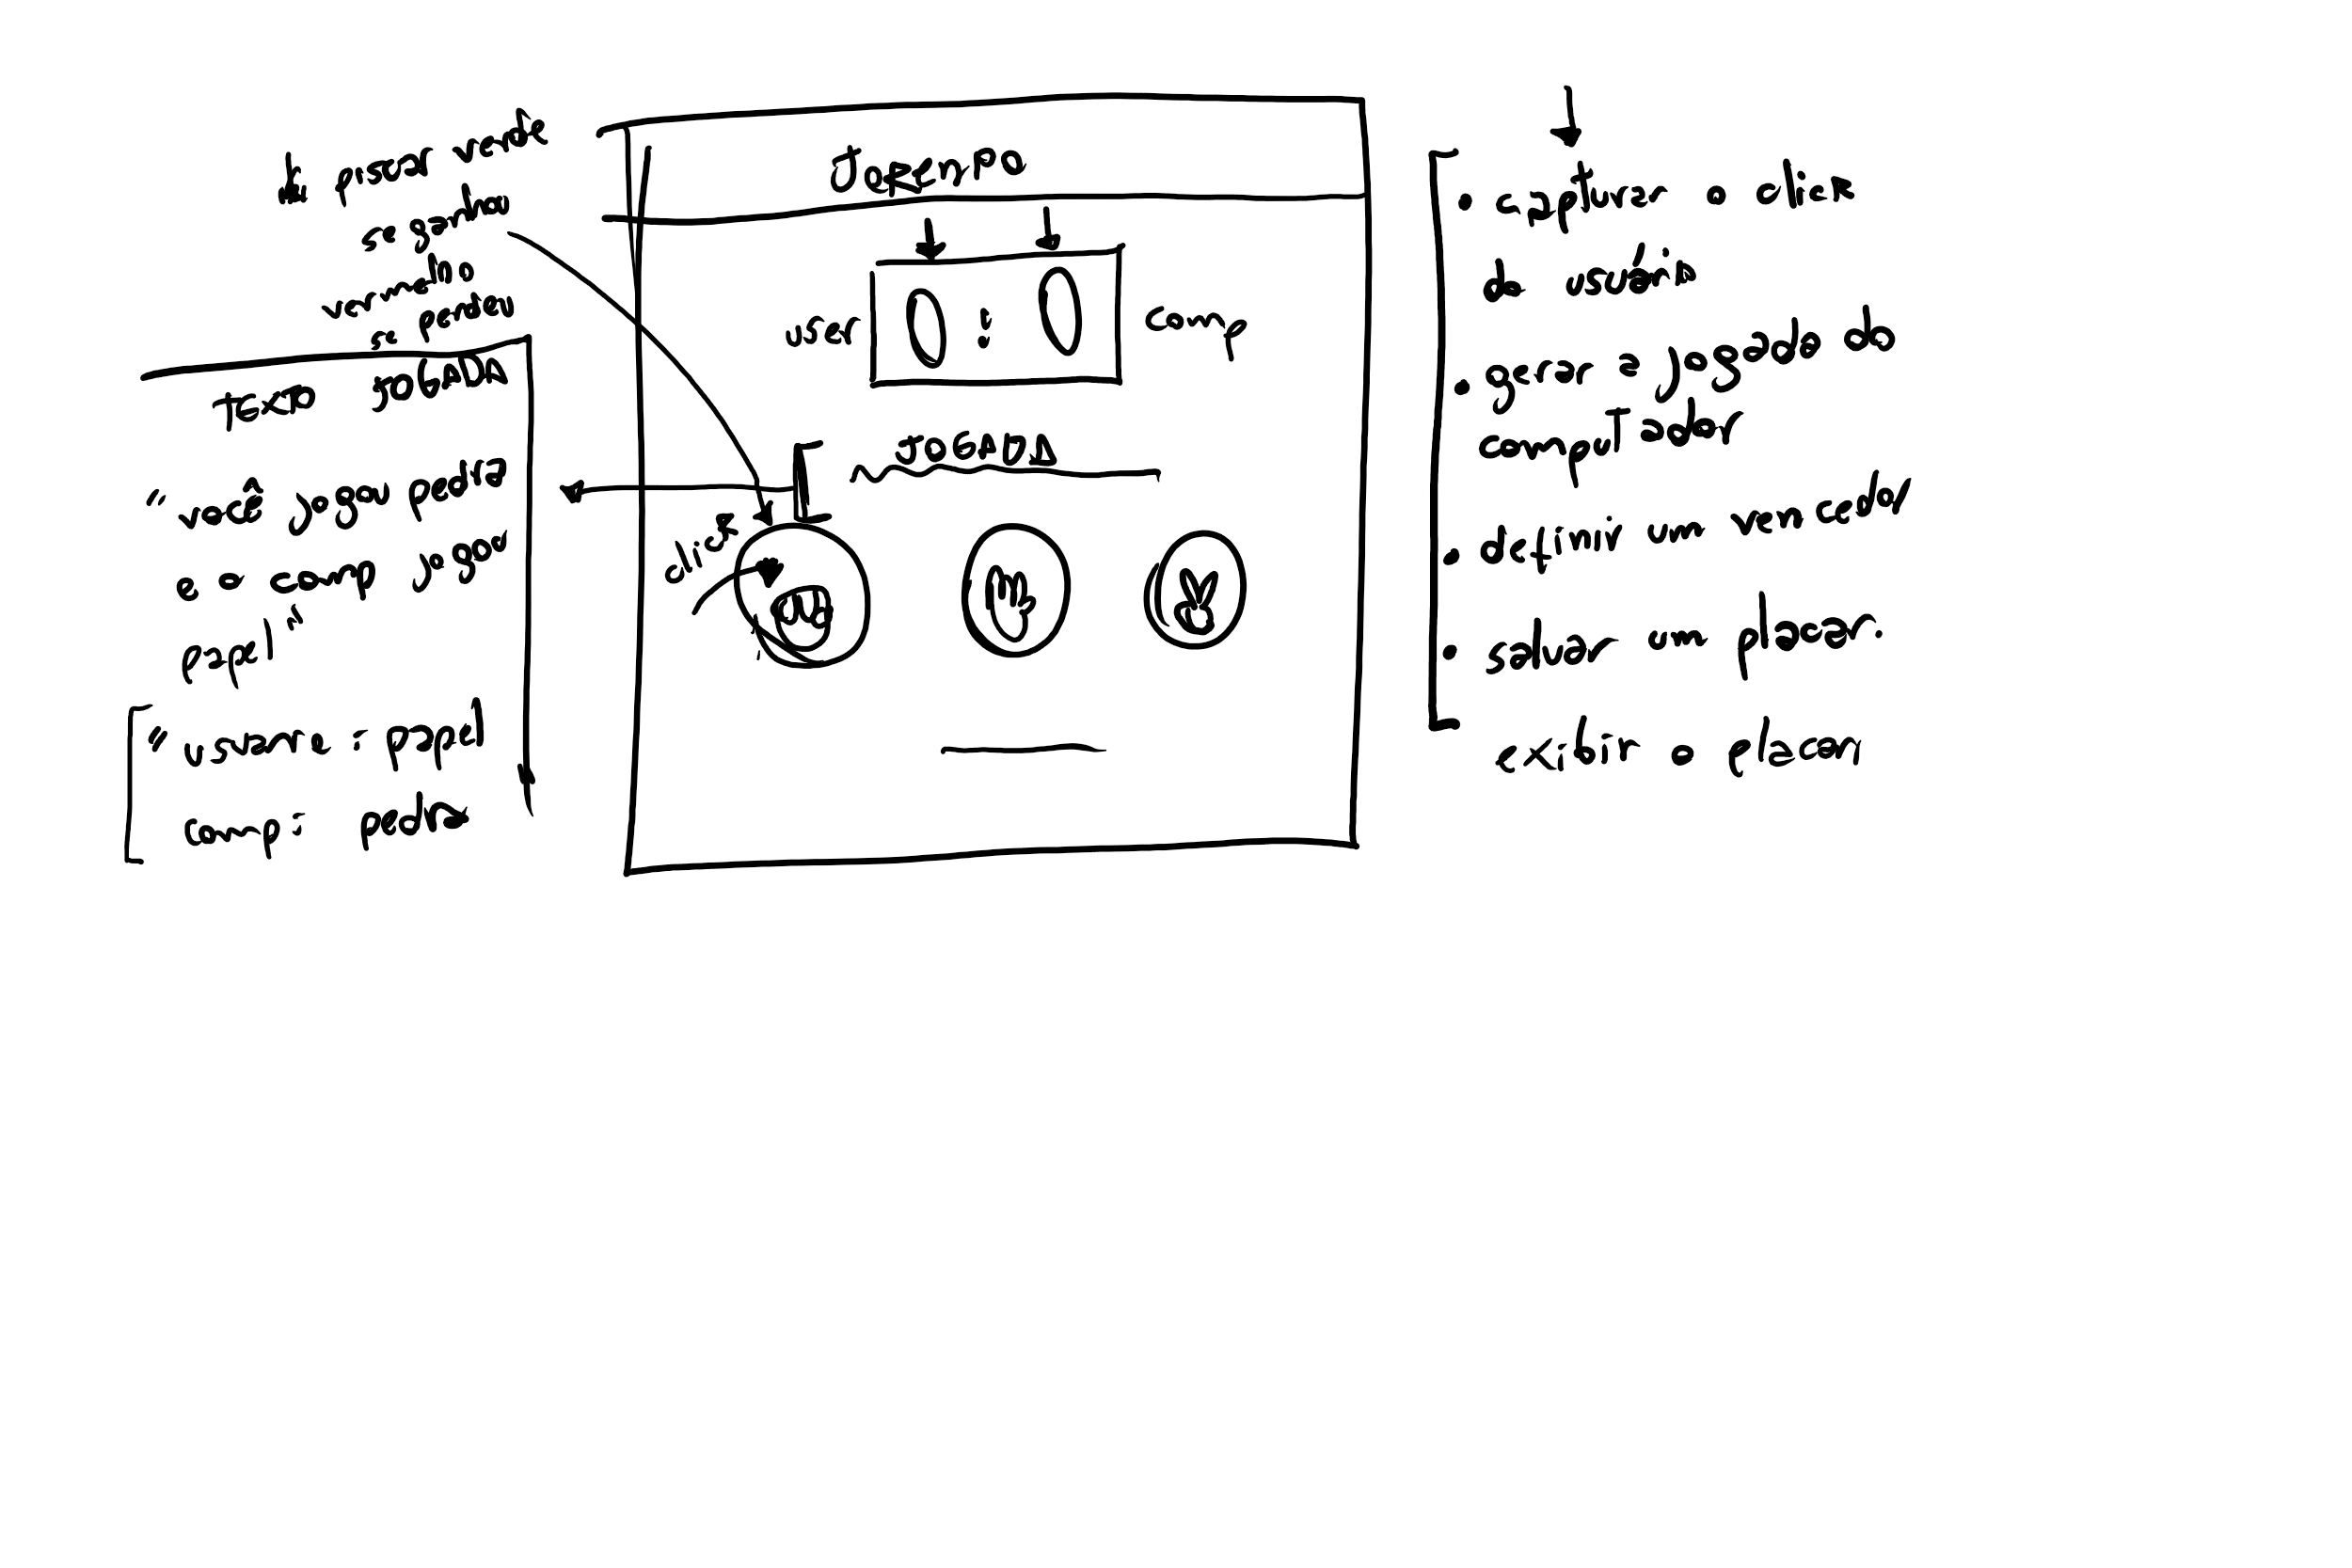 piscar verde
se ganhou
vermelho
se perdeu
Texto JOGADA
"você jogou pedra
e o comp jogou
papel"
" usuario : papel
comp : pedra
JOKENPO
user 0 : 0 comp
JOGADA
click
• capturar o click
do usuário
• gerar a jogada do
computador
• definir um vencedor
• salvar um placar.
exibir o placar